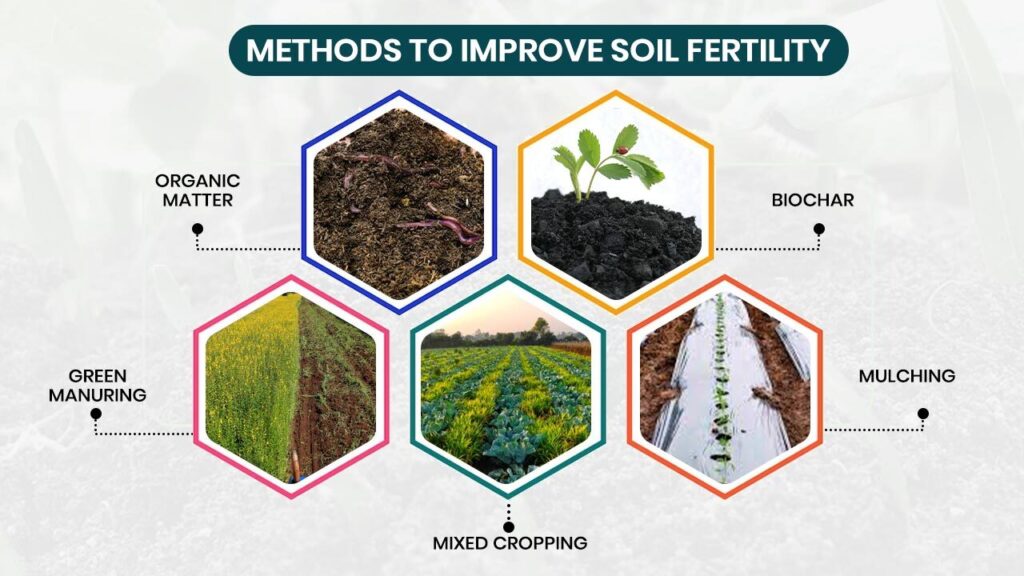 METHODS TO IMPROVE SOIL FERTILITY
ORGANIC
MATTER
BIOCHAR
GREEN
MANURING
MULCHING
MIXED CROPPING